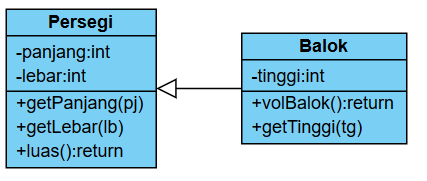 Persegi
-panjang:int
-lebar:int
+getPanjang(pj)
+getLebar(lb)
+luas():return
Balok
-tinggi:int
+volBalok():return
+getTinggi(tg)